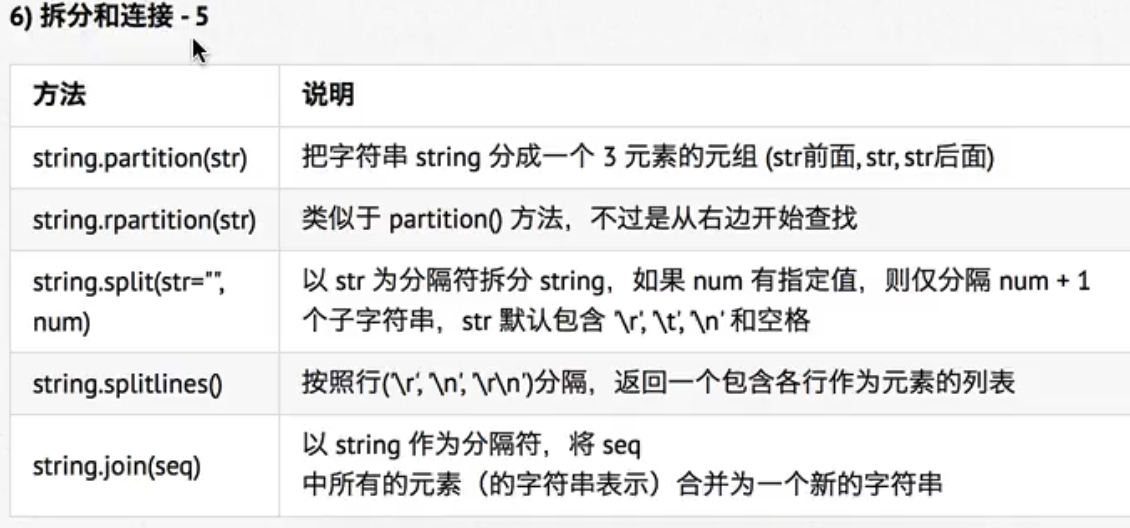 6) 拆分和连接 - 5
方法 说明
string.partition(str) 把字符串 string 分成一个 3 元素的元组 (str前面, str, str后面)
string.rpartition(str) 类似于 partition() 方法，不过是从右边开始查找
string.split(str="", 以 str 为分隔符拆分 string，如果 num 有指定值，则仅分隔 num + 1
num) 个子字符串，str 默认包含 '\r', '\t', '\n' 和空格
string.splitlines() 按照行('\r', '\n', '\r\n')分隔，返回一个包含各行作为元素的列表
string.join(seq) 以 string 作为分隔符，将 seq
中所有的元素（的字符串表示）合并为一个新的字符串